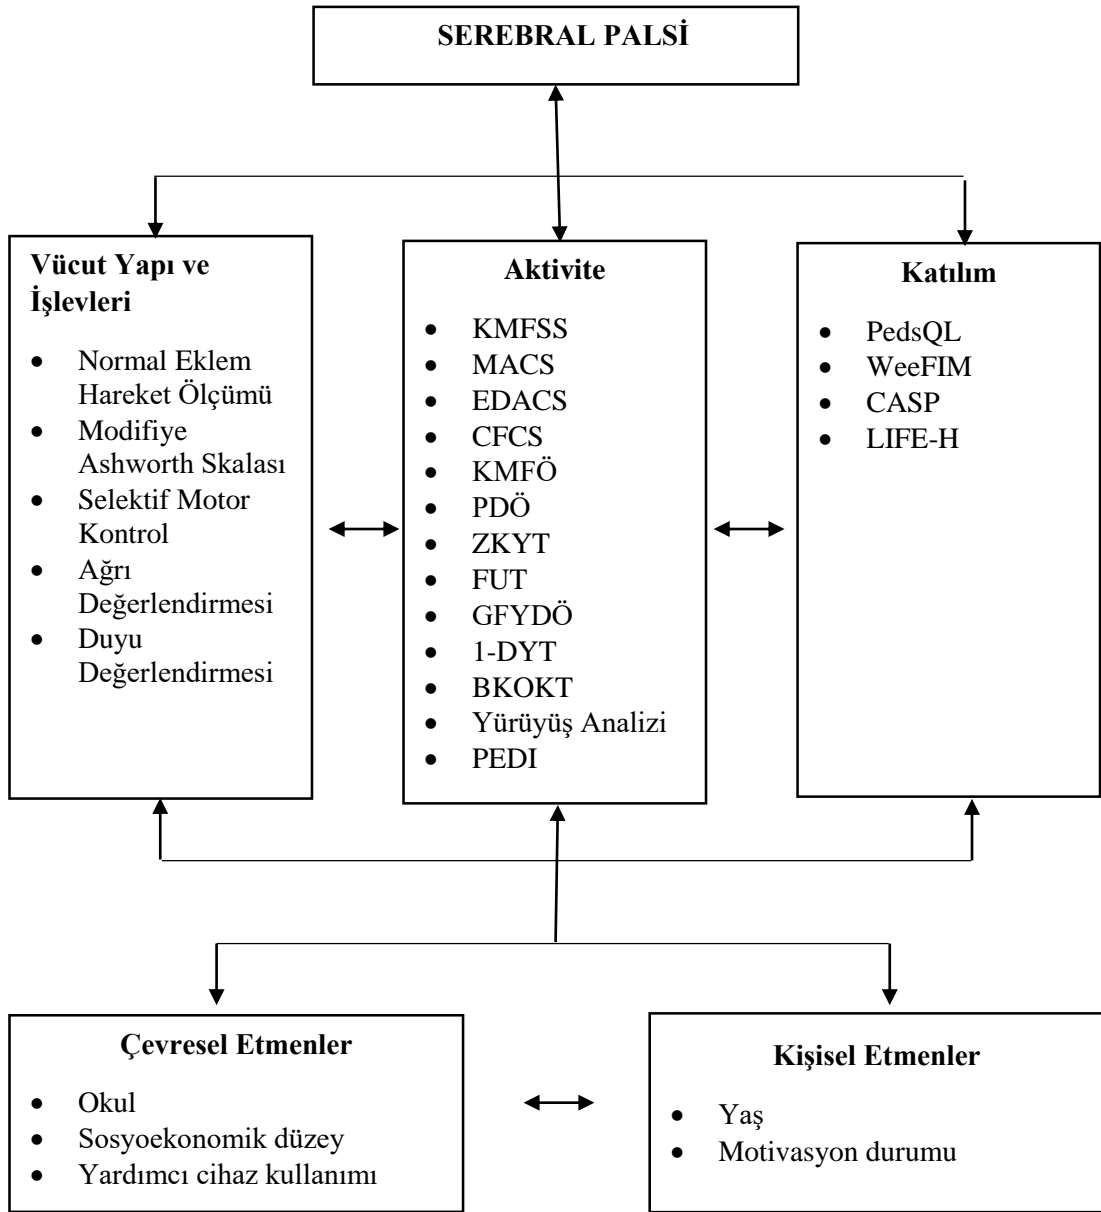 SEREBRAL PALSİ
Vücut Yapı ve
İşlevleri
• Normal Eklem
Hareket Ölçümü
• Modifiye
Ashworth Skalası
• Selektif Motor
Kontrol
• Ağrı
Değerlendirmesi
• Duyu
Değerlendirmesi
Aktivite
• KMFSS
• MACS
• EDACS
• CFCS
• KMFÖ
• PDÖ
• ZKYT
• FUT
• GFYDÖ
• 1-DYT
• BKOKT
• Yürüyüş Analizi
• PEDI
Katılım
• PedsQL
• WeeFIM
• CASP
• LIFE-H
Çevresel Etmenler
• Okul
• Sosyoekonomik düzey
• Yardımcı cihaz kullanımı
Kişisel Etmenler
• Yaş
• Motivasyon durumu